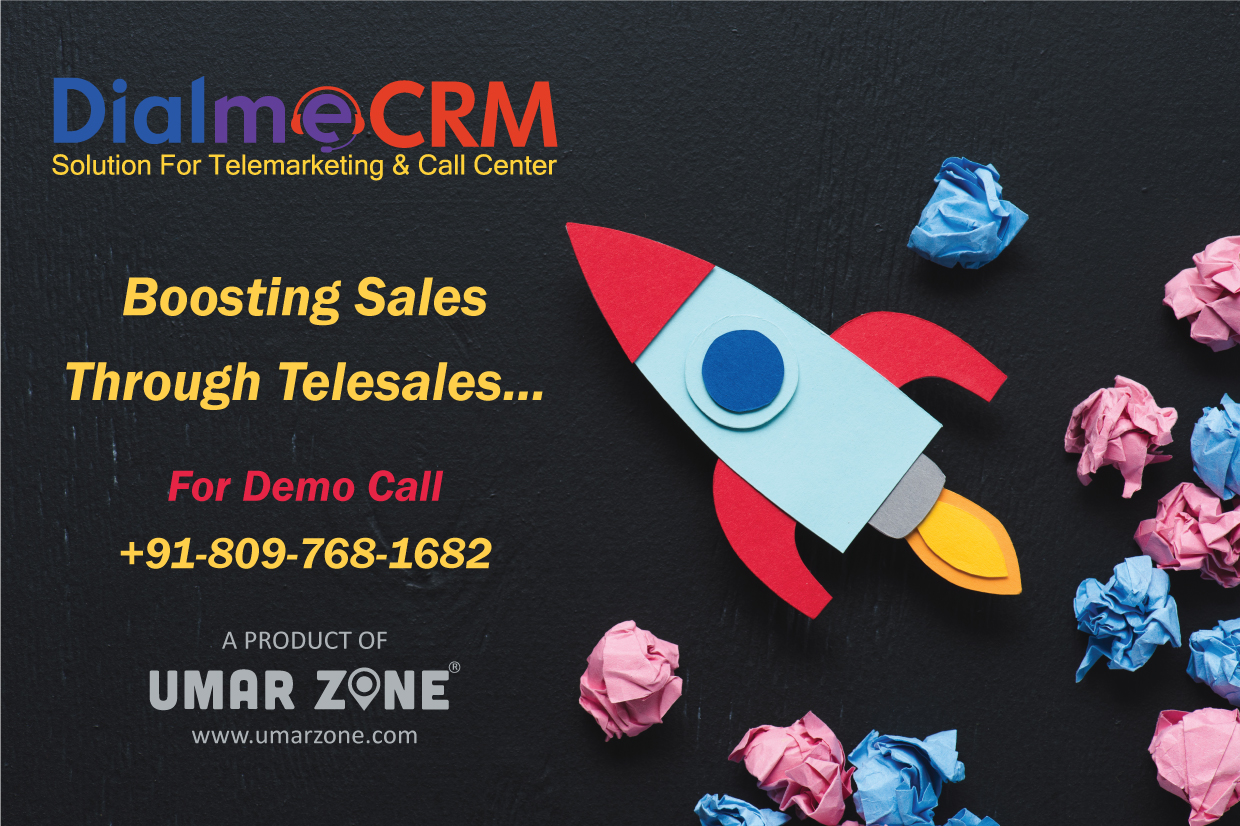 DialmeCRM
Solution For Telemarketing & Call Center
Boosting Sales
Through Telesales...
For Demo Call
+91-809-768-1682
A PRODUCT OF
UMAR ZONE®
www.umarzone.com